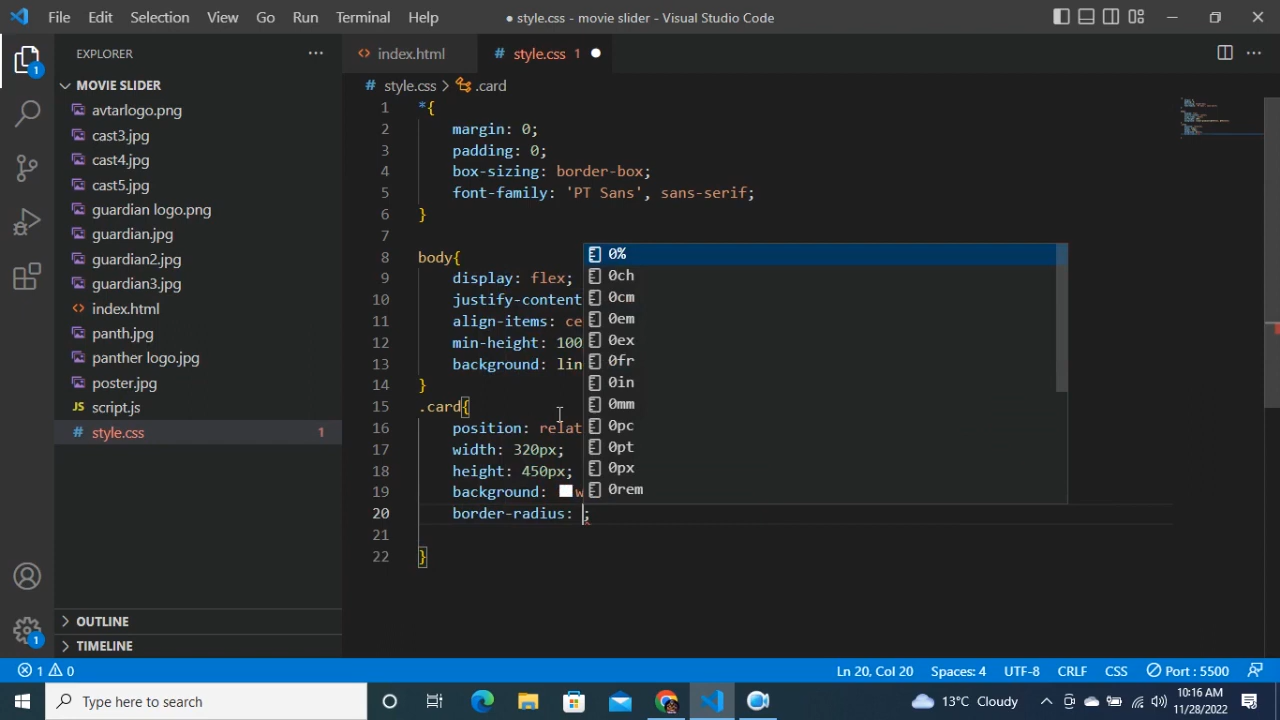 File Edit Selection View Go Run Terminal Help
● style.css - movie slider - Visual Studio Code
EXPLORER
index.html
# style.css 1
MOVIE SLIDER
# style.css > .card
avtarlogo.png
cast3.jpg
cast4.jpg
cast5.jpg
guardian logo.png
guardian.jpg
guardian2.jpg
guardian3.jpg
index.html
panth.jpg
panther logo.jpg
poster.jpg
JS script.js
# style.css 1
OUTLINE
TIMELINE
1 *{
2 margin: 0;
3 padding: 0;
4 box-sizing: border-box;
5 font-family: 'PT Sans', sans-serif;
6 }
7
8 body{
9 display: flex;
10 justify-content
11 align-items: ce
12 min-height: 100
13 background: lin
14 }
15 .card{
16 position: relat
17 width: 320px;
18 height: 450px;
19 background: w
20 border-radius: ;
21
22 }
0%
0ch
0cm
0em
0ex
0fr
0in
0mm
0pc
0pt
0px
0rem
1
1
1 0
Ln 20, Col 20 Spaces: 4 UTF-8 CRLF CSS Port : 5500
Type here to search
13°C Cloudy
10:16 AM
11/28/2022